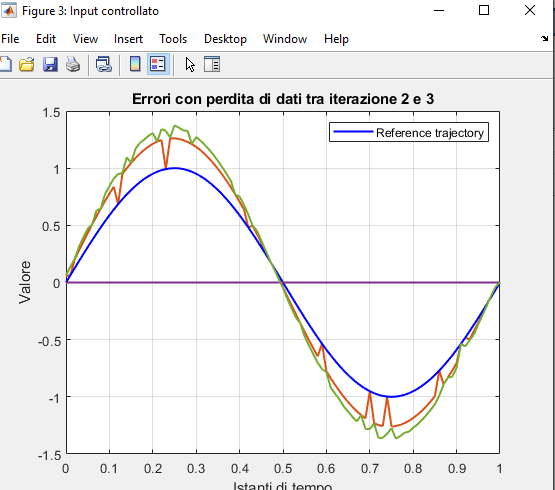 Figure 3: Input controllato
File Edit View Insert Tools Desktop Window Help
Errori con perdita di dati tra iterazione 2 e 3
Reference trajectory
1.5
1
0.5
0
-0.5
-1
-1.5
Valore
0 0.1 0.2 0.3 0.4 0.5 0.6 0.7 0.8 0.9 1
Istanti di tempo